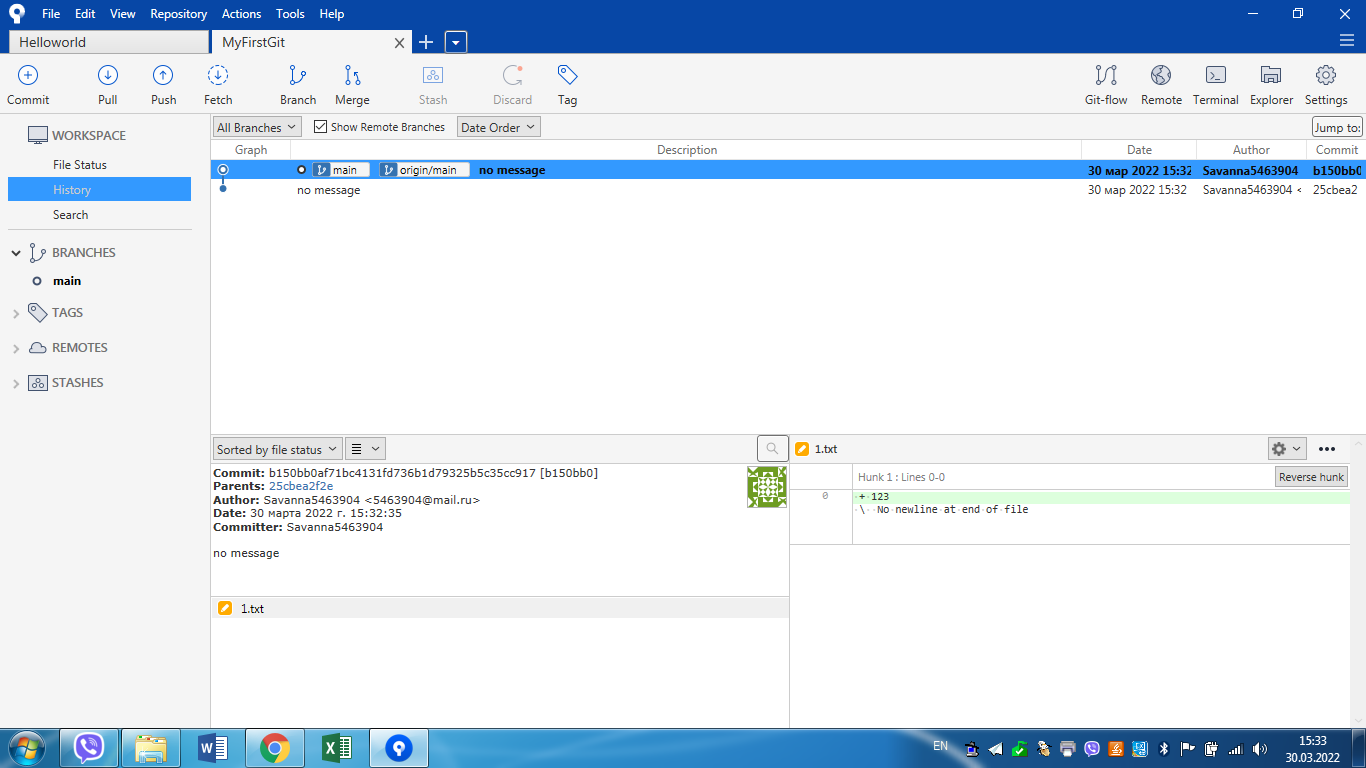 File Edit View Repository Actions Tools Help
Helloworld MyFirstGit
Commit Pull Push Fetch Branch Merge Stash Discard Tag Git-flow Remote Terminal Explorer Settings
WORKSPACE
File Status
History
Search
BRANCHES
main
TAGS
REMOTES
STASHES
All Branches Show Remote Branches Date Order Jump to:
Graph Description Date Author Commit
main origin/main no message 30 мар 2022 15:32 Savanna5463904 b150bb0
no message 30 мар 2022 15:32 Savanna5463904 < 25cbea2
Sorted by file status
Commit: b150bb0af71bc4131fd736b1d79325b5c35cc917 [b150bb0]
Parents: 25cbea2f2e
Author: Savanna5463904 <5463904@mail.ru>
Date: 30 марта 2022 г. 15:32:35
Committer: Savanna5463904
no message
1.txt
1.txt
Hunk 1 : Lines 0-0 Reverse hunk
0 + 123
\ No newline at end of file
EN
15:33
30.03.2022